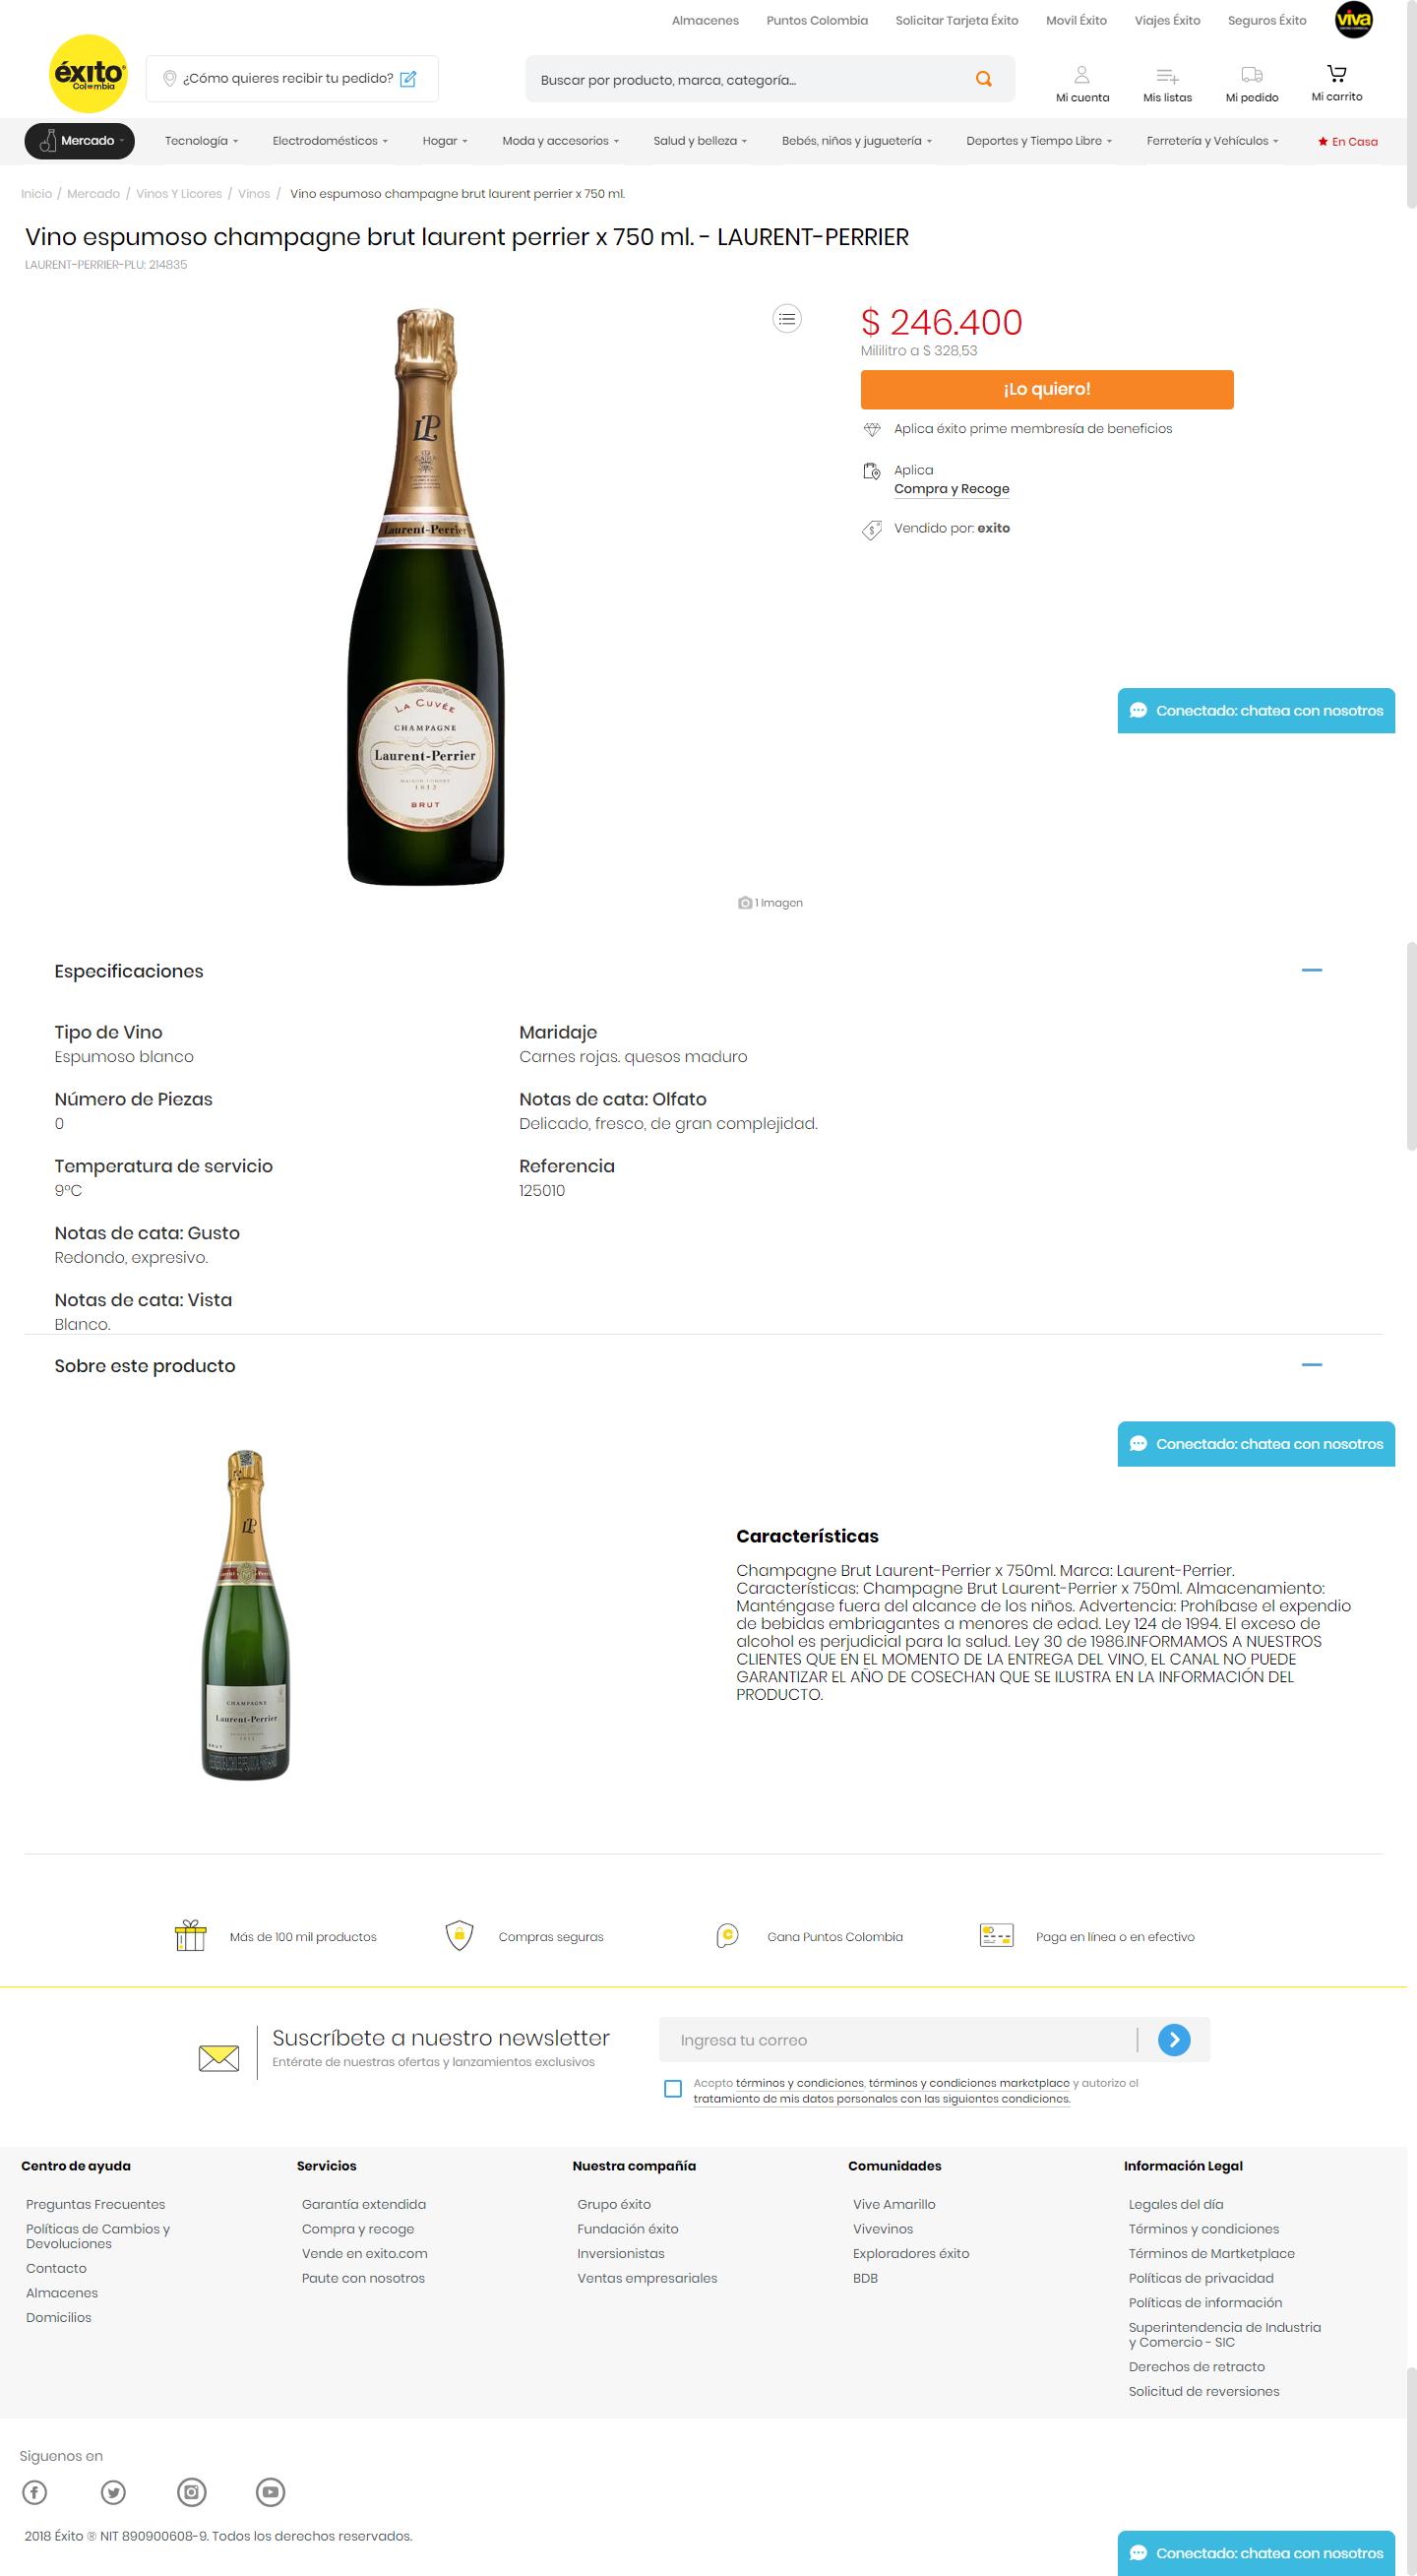 Almacenes Puntos Colombia Solicitar Tarjeta Éxito Movil Éxito Viajes Éxito Seguros Éxito viva
éxito
Colombia
¿Cómo quieres recibir tu pedido?
Buscar por producto, marca, categoría...
Mi cuenta Mis listas Mi pedido Mi carrito
Mercado Tecnología Electrodomésticos Hogar Moda y accesorios Salud y belleza Bebés, niños y juguetería Deportes y Tiempo Libre Ferretería y Vehículos En Casa
Inicio / Mercado / Vinos Y Licores / Vinos / Vino espumoso champagne brut laurent perrier x 750 ml.
Vino espumoso champagne brut laurent perrier x 750 ml. - LAURENT-PERRIER
LAURENT-PERRIER-PLU: 214835
LP
Laurent-Perrier
LA CUVÉE
CHAMPAGNE
Laurent-Perrier
MAISON FONDÉE
1812
BRUT
1 Imagen
$ 246.400
Mililitro a $ 328,53
¡Lo quiero!
Aplica éxito prime membresía de beneficios
Aplica
Compra y Recoge
Vendido por: exito
Conectado: chatea con nosotros
Especificaciones
Tipo de Vino
Espumoso blanco
Número de Piezas
0
Temperatura de servicio
9°C
Notas de cata: Gusto
Redondo, expresivo.
Notas de cata: Vista
Blanco.
Maridaje
Carnes rojas. quesos maduro
Notas de cata: Olfato
Delicado, fresco, de gran complejidad.
Referencia
125010
Sobre este producto
Conectado: chatea con nosotros
LP
CHAMPAGNE
Laurent-Perrier
1812
BRUT
Características
Champagne Brut Laurent-Perrier x 750ml. Marca: Laurent-Perrier.
Características: Champagne Brut Laurent-Perrier x 750ml. Almacenamiento:
Manténgase fuera del alcance de los niños. Advertencia: Prohíbase el expendio
de bebidas embriagantes a menores de edad. Ley 124 de 1994. El exceso de
alcohol es perjudicial para la salud. Ley 30 de 1986.INFORMAMOS A NUESTROS
CLIENTES QUE EN EL MOMENTO DE LA ENTREGA DEL VINO, EL CANAL NO PUEDE
GARANTIZAR EL AÑO DE COSECHAN QUE SE ILUSTRA EN LA INFORMACIÓN DEL
PRODUCTO.
Más de 100 mil productos
Compras seguras
Gana Puntos Colombia
Paga en línea o en efectivo
Suscríbete a nuestro newsletter
Entérate de nuestras ofertas y lanzamientos exclusivos
Ingresa tu correo
Acepto términos y condiciones, términos y condiciones marketplace y autorizo el
tratamiento de mis datos personales con las siguientes condiciones.
Centro de ayuda
Preguntas Frecuentes
Políticas de Cambios y
Devoluciones
Contacto
Almacenes
Domicilios
Servicios
Garantía extendida
Compra y recoge
Vende en exito.com
Paute con nosotros
Nuestra compañía
Grupo éxito
Fundación éxito
Inversionistas
Ventas empresariales
Comunidades
Vive Amarillo
Vivevinos
Exploradores éxito
BDB
Información Legal
Legales del día
Términos y condiciones
Términos de Martketplace
Políticas de privacidad
Políticas de información
Superintendencia de Industria
y Comercio - SIC
Derechos de retracto
Solicitud de reversiones
Siguenos en
2018 Éxito ® NIT 890900608-9. Todos los derechos reservados.
Conectado: chatea con nosotros